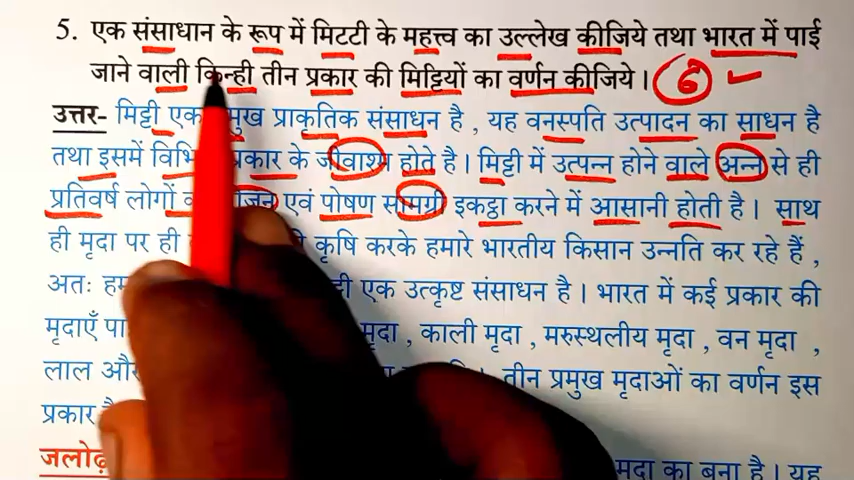 5. एक संसाधन के रूप में मिटटी के महत्त्व का उल्लेख कीजिये तथा भारत में पाई
जाने वाली किन्ही तीन प्रकार की मिट्टियों का वर्णन कीजिये । 6
उत्तर- मिट्टी एक प्राकृतिक संसाधन है , यह वनस्पति उत्पादन का साधन है
तथा इसमें के जीवाश्म होते है । मिट्टी में उत्पन्न होने वाले अन्न से ही
प्रतिवर्ष लोगों एवं पोषण सामग्री इकट्ठा करने में आसानी होती है । साथ
ही मृदा पर ही कृषि करके हमारे भारतीय किसान उन्नति कर रहे हैं ,
अतः ही एक उत्कृष्ट संसाधन है । भारत में कई प्रकार की
मृदाएँ मृदा , काली मृदा , मरुस्थलीय मृदा , वन मृदा ,
लाल और तीन प्रमुख मृदाओं का वर्णन इस
प्रकार
मृदा का बना है । यह